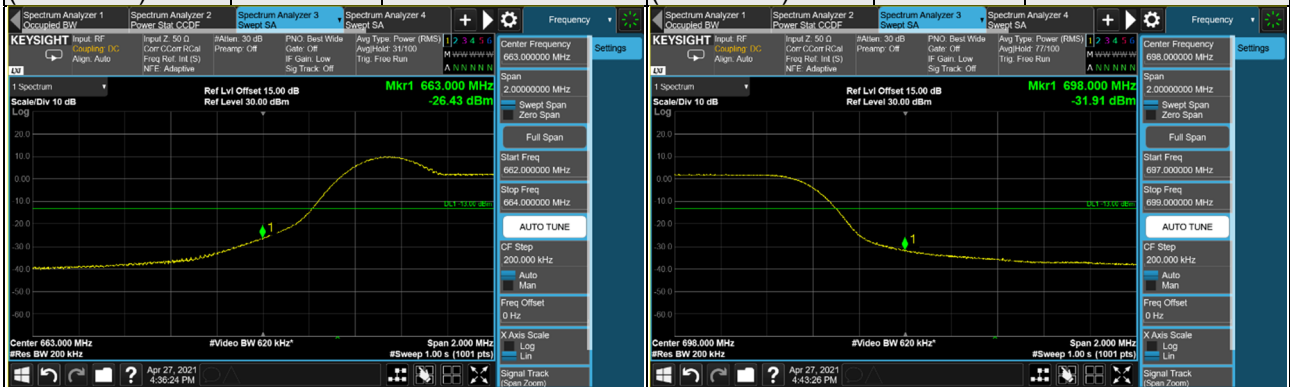 Spectrum Analyzer 1
Occupied BW
Spectrum Analyzer 2
Power Stat CCDF
Spectrum Analyzer 3
Swept SA
Spectrum Analyzer 4
Swept SA
Frequency
KEYSIGHT
Input: RF
Coupling: DC
Align: Auto
Input Z: 50 Ω
Corr CCorr RCal
Freq Ref: Int (S)
NFE: Adaptive
#Atten: 30 dB
Preamp: Off
PNO: Best Wide
Gate: Off
IF Gain: Low
Sig Track: Off
Avg Type: Power (RMS)
Avg|Hold: 31/100
Trig: Free Run
1 2 3 4 5 6
M W W W W W
A N N N N N
LXI
1 Spectrum
Scale/Div 10 dB
Log
Ref Lvl Offset 15.00 dB
Ref Level 30.00 dBm
Mkr1 663.000 MHz
-26.43 dBm
20.0
10.0
0.00
-10.0
-20.0
-30.0
-40.0
-50.0
-60.0
DL1 -13.00 dBm
1
Center 663.000 MHz
#Res BW 200 kHz
#Video BW 620 kHz*
Span 2.000 MHz
#Sweep 1.00 s (1001 pts)
Apr 27, 2021
4:36:24 PM
Center Frequency
663.000000 MHz
Settings
Span
2.00000000 MHz
Swept Span
Zero Span
Full Span
Start Freq
662.000000 MHz
Stop Freq
664.000000 MHz
AUTO TUNE
CF Step
200.000 kHz
Auto
Man
Freq Offset
0 Hz
X Axis Scale
Log
Lin
Signal Track
(Span Zoom)
Spectrum Analyzer 1
Occupied BW
Spectrum Analyzer 2
Power Stat CCDF
Spectrum Analyzer 3
Swept SA
Spectrum Analyzer 4
Swept SA
Frequency
KEYSIGHT
Input: RF
Coupling: DC
Align: Auto
Input Z: 50 Ω
Corr CCorr RCal
Freq Ref: Int (S)
NFE: Adaptive
#Atten: 30 dB
Preamp: Off
PNO: Best Wide
Gate: Off
IF Gain: Low
Sig Track: Off
Avg Type: Power (RMS)
Avg|Hold: 77/100
Trig: Free Run
1 2 3 4 5 6
M W W W W W
A N N N N N
LXI
1 Spectrum
Scale/Div 10 dB
Log
Ref Lvl Offset 15.00 dB
Ref Level 30.00 dBm
Mkr1 698.000 MHz
-31.91 dBm
20.0
10.0
0.00
-10.0
-20.0
-30.0
-40.0
-50.0
-60.0
DL1 -13.00 dBm
1
Center 698.000 MHz
#Res BW 200 kHz
#Video BW 620 kHz*
Span 2.000 MHz
#Sweep 1.00 s (1001 pts)
Apr 27, 2021
4:43:26 PM
Center Frequency
698.000000 MHz
Settings
Span
2.00000000 MHz
Swept Span
Zero Span
Full Span
Start Freq
697.000000 MHz
Stop Freq
699.000000 MHz
AUTO TUNE
CF Step
200.000 kHz
Auto
Man
Freq Offset
0 Hz
X Axis Scale
Log
Lin
Signal Track
(Span Zoom)